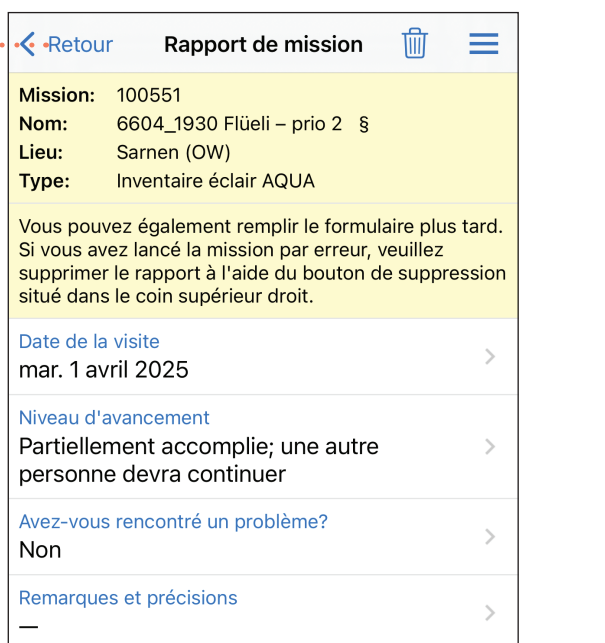 Retour Rapport de mission
Mission: 100551
Nom: 6604_1930 Flüeli – prio 2 §
Lieu: Sarnen (OW)
Type: Inventaire éclair AQUA
Vous pouvez également remplir le formulaire plus tard.
Si vous avez lancé la mission par erreur, veuillez
supprimer le rapport à l'aide du bouton de suppression
situé dans le coin supérieur droit.
Date de la visite
mar. 1 avril 2025
Niveau d'avancement
Partiellement accomplie; une autre
personne devra continuer
Avez-vous rencontré un problème?
Non
Remarques et précisions
—